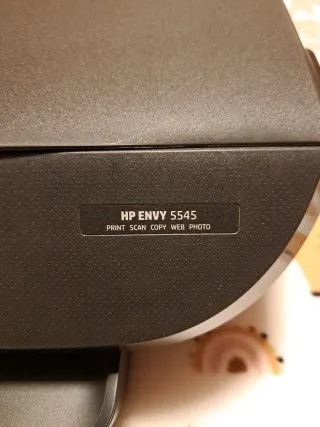 HP ENVY 5545
PRINT SCAN COPY WEB PHOTO